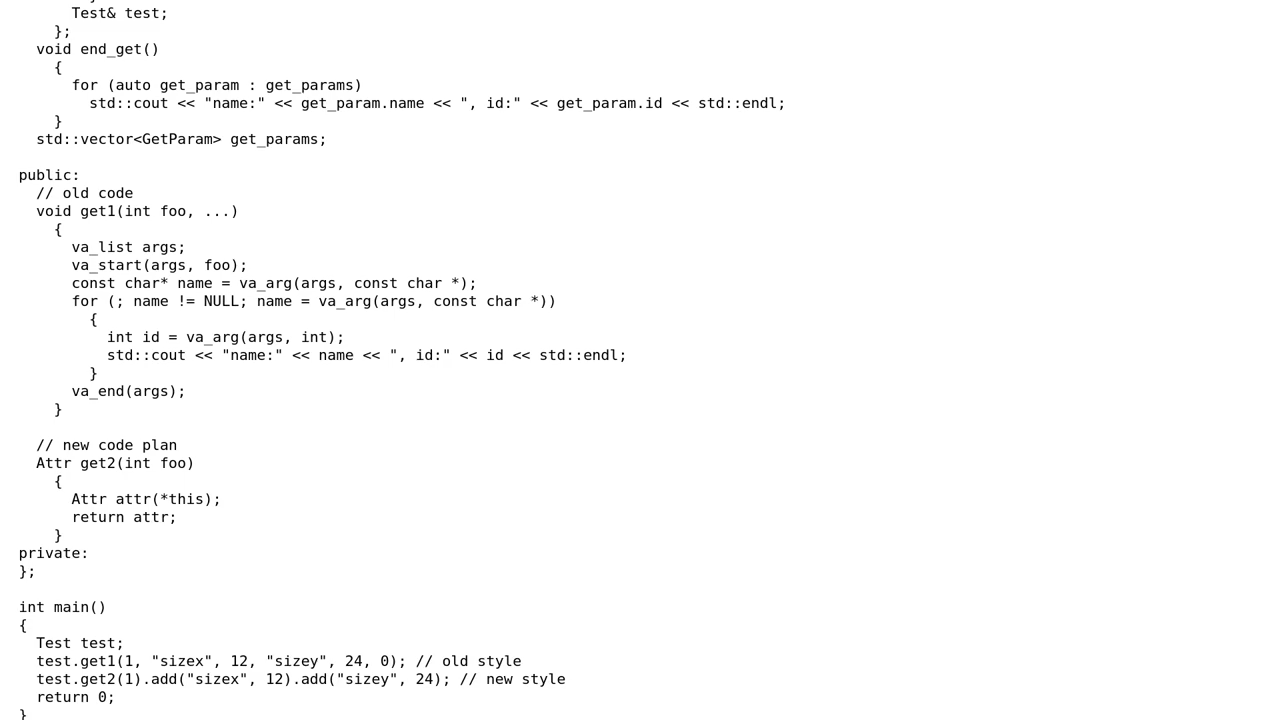 Test& test;
};
void end_get()
{
for (auto get_param : get_params)
std::cout << "name:" << get_param.name << ", id:" << get_param.id << std::endl;
}
std::vector<GetParam> get_params;
public:
// old code
void get1(int foo, ...)
{
va_list args;
va_start(args, foo);
const char* name = va_arg(args, const char *);
for (; name != NULL; name = va_arg(args, const char *))
{
int id = va_arg(args, int);
std::cout << "name:" << name << ", id:" << id << std::endl;
}
va_end(args);
}
// new code plan
Attr get2(int foo)
{
Attr attr(*this);
return attr;
}
private:
};
int main()
{
Test test;
test.get1(1, "sizex", 12, "sizey", 24, 0); // old style
test.get2(1).add("sizex", 12).add("sizey", 24); // new style
return 0;
}